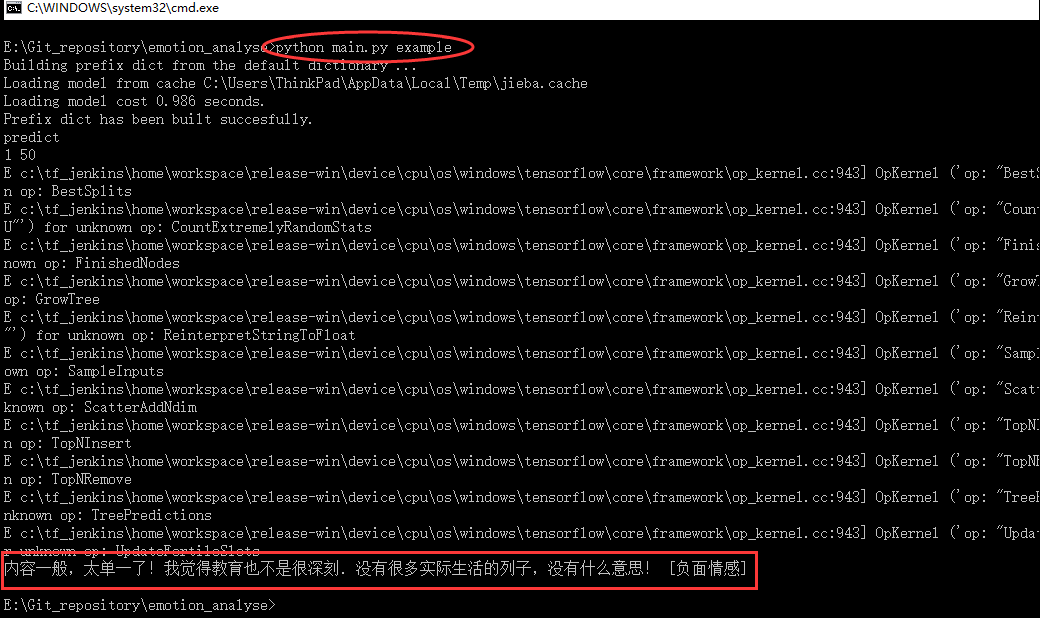 C:\WINDOWS\system32\cmd.exe
E:\Git_repository\emotion_analyse>python main.py example
Building prefix dict from the default dictionary ...
Loading model from cache C:\Users\ThinkPad\AppData\Local\Temp\jieba.cache
Loading model cost 0.986 seconds.
Prefix dict has been built succesfully.
predict
1 50
E c:\tf_jenkins\home\workspace\release-win\device\cpu\os\windows\tensorflow\core\framework\op_kernel.cc:943] OpKernel ('op: "BestS
n op: BestSplits
E c:\tf_jenkins\home\workspace\release-win\device\cpu\os\windows\tensorflow\core\framework\op_kernel.cc:943] OpKernel ('op: "Coun
U"') for unknown op: CountExtremelyRandomStats
E c:\tf_jenkins\home\workspace\release-win\device\cpu\os\windows\tensorflow\core\framework\op_kernel.cc:943] OpKernel ('op: "Finis
nown op: FinishedNodes
E c:\tf_jenkins\home\workspace\release-win\device\cpu\os\windows\tensorflow\core\framework\op_kernel.cc:943] OpKernel ('op: "GrowT
op: GrowTree
E c:\tf_jenkins\home\workspace\release-win\device\cpu\os\windows\tensorflow\core\framework\op_kernel.cc:943] OpKernel ('op: "Rein
"') for unknown op: ReinterpretStringToFloat
E c:\tf_jenkins\home\workspace\release-win\device\cpu\os\windows\tensorflow\core\framework\op_kernel.cc:943] OpKernel ('op: "Sampl
own op: SampleInputs
E c:\tf_jenkins\home\workspace\release-win\device\cpu\os\windows\tensorflow\core\framework\op_kernel.cc:943] OpKernel ('op: "Scat
known op: ScatterAddNdim
E c:\tf_jenkins\home\workspace\release-win\device\cpu\os\windows\tensorflow\core\framework\op_kernel.cc:943] OpKernel ('op: "TopNI
n op: TopNInsert
E c:\tf_jenkins\home\workspace\release-win\device\cpu\os\windows\tensorflow\core\framework\op_kernel.cc:943] OpKernel ('op: "TopNR
n op: TopNRemove
E c:\tf_jenkins\home\workspace\release-win\device\cpu\os\windows\tensorflow\core\framework\op_kernel.cc:943] OpKernel ('op: "TreeP
nknown op: TreePredictions
E c:\tf_jenkins\home\workspace\release-win\device\cpu\os\windows\tensorflow\core\framework\op_kernel.cc:943] OpKernel ('op: "Upda
r unknown op: UpdateFertileSlots
内容一般，太单一了！我觉得教育也不是很深刻．没有很多实际生活的列子，没有什么意思！ [负面情感]
E:\Git_repository\emotion_analyse>